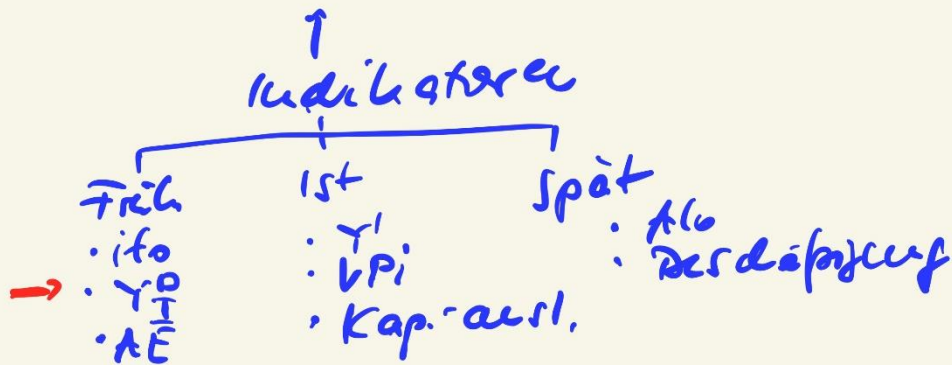 Indikatoren
Früh
· ifo
· AE
Ist
· Y^r
· VPi
· Kap.-ausl.
Spät
· Alo
· Beschäftigung